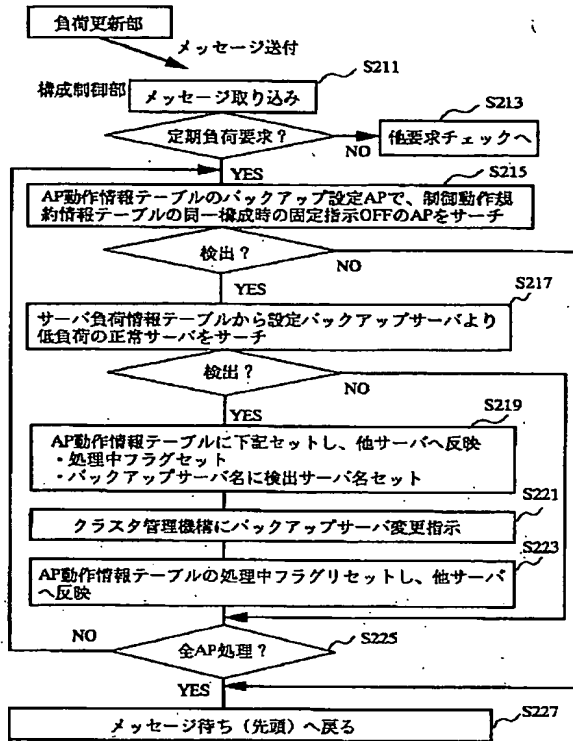 負荷更新部
メッセージ送付
構成制御部
S211
メッセージ取り込み
S213
定期負荷要求？
NO
他要求チェックへ
YES
S215
AP動作情報テーブルのバックアップ設定APで、制御動作規
約情報テーブルの同一構成時の固定指示OFFのAPをサーチ
検出？
NO
YES
S217
サーバ負荷情報テーブルから設定バックアップサーバより
低負荷の正常サーバをサーチ
検出？
NO
YES
S219
AP動作情報テーブルに下記セットし、他サーバへ反映
・処理中フラグセット
・バックアップサーバ名に検出サーバ名セット
S221
クラスタ管理機構にバックアップサーバ変更指示
S223
AP動作情報テーブルの処理中フラグリセットし、他サーバ
へ反映
NO
全AP処理？
S225
YES
S227
メッセージ待ち（先頭）へ戻る